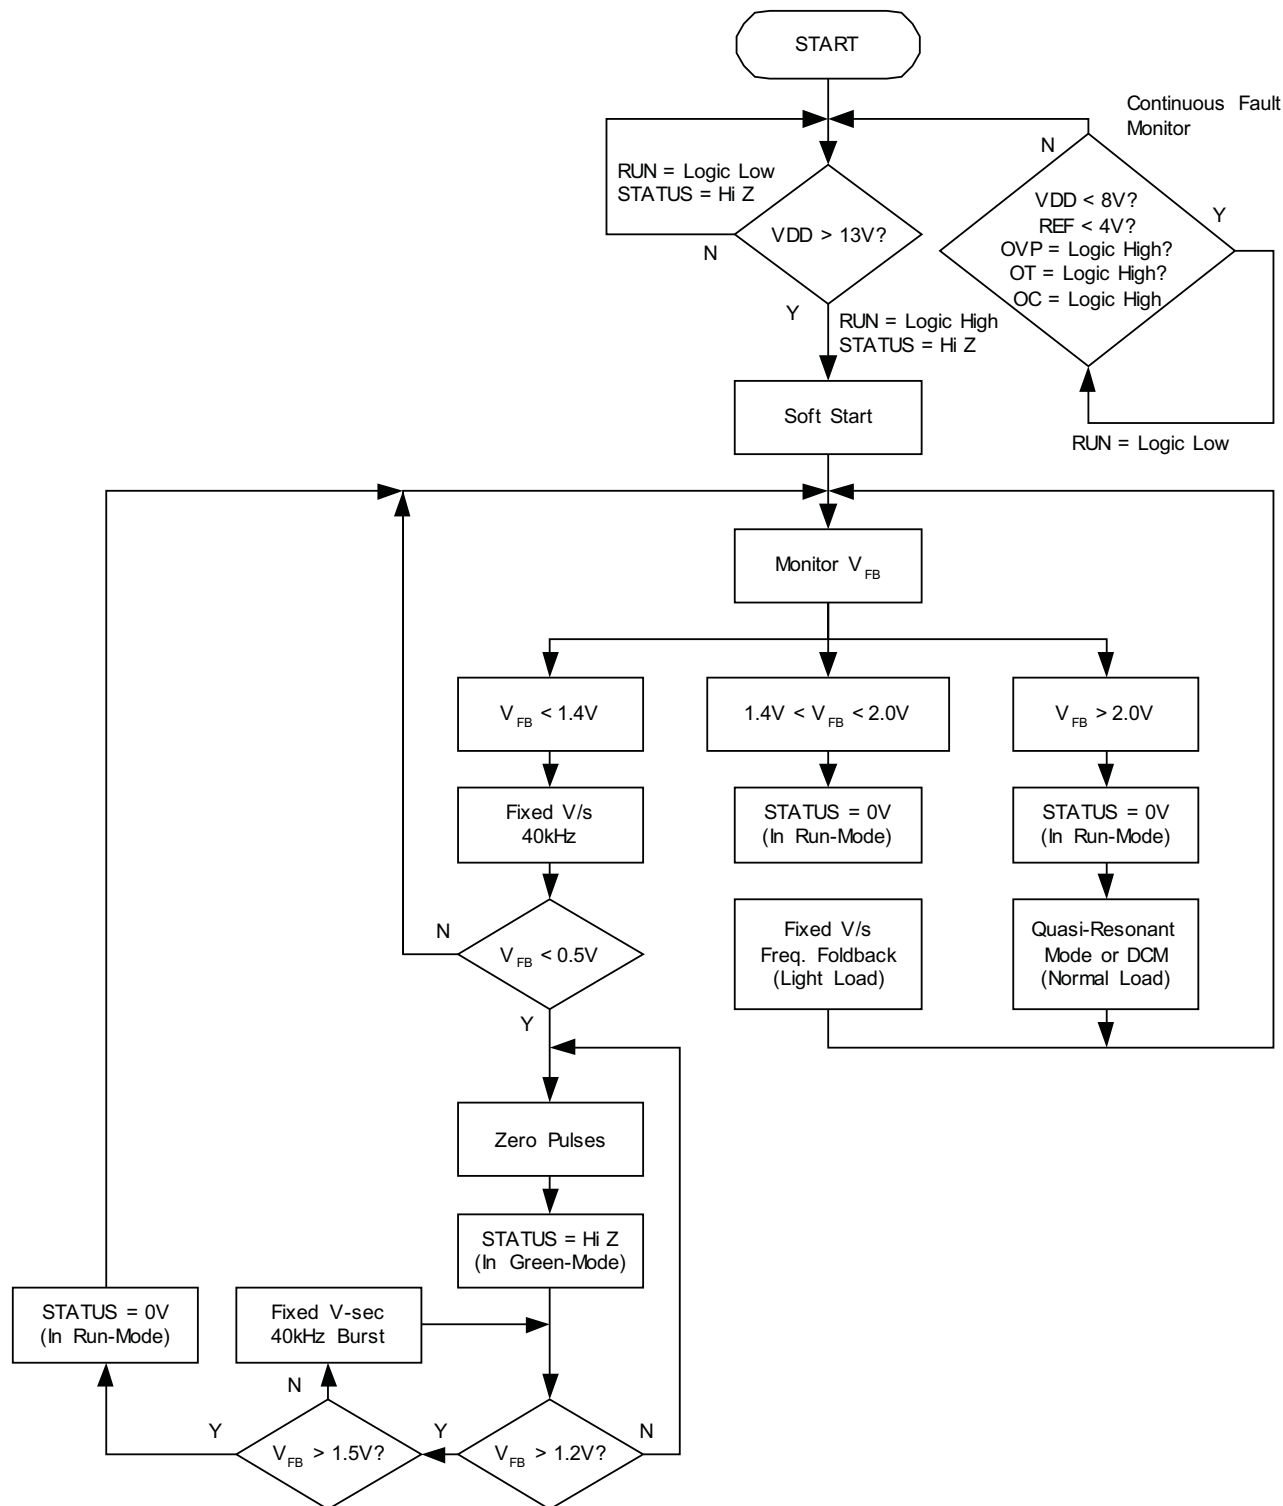 START
Continuous Fault
Monitor
N
RUN = Logic Low
STATUS = Hi Z
VDD > 13V?
N
Y
VDD < 8V?
REF < 4V?
OVP = Logic High?
OT = Logic High?
OC = Logic High
Y
RUN = Logic High
STATUS = Hi Z
RUN = Logic Low
Soft Start
Monitor VFB
VFB < 1.4V
1.4V < VFB < 2.0V
VFB > 2.0V
Fixed V/s
40kHz
STATUS = 0V
(In Run-Mode)
STATUS = 0V
(In Run-Mode)
N
VFB < 0.5V
Y
Fixed V/s
Freq. Foldback
(Light Load)
Quasi-Resonant
Mode or DCM
(Normal Load)
Zero Pulses
STATUS = Hi Z
(In Green-Mode)
STATUS = 0V
(In Run-Mode)
Fixed V-sec
40kHz Burst
N
Y
VFB > 1.5V?
Y
VFB > 1.2V?
N